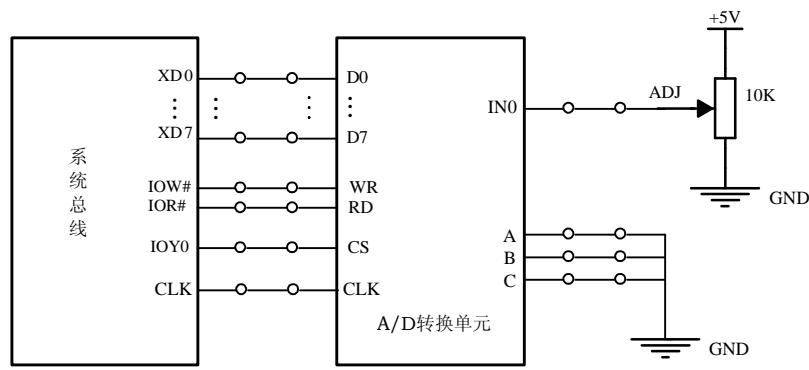 +5V
XD0
D0
ADJ
10K
IN0
XD7
D7
系统总线
IOW#
WR
IOR#
RD
GND
A
IOY0
CS
B
C
CLK
CLK
A/D转换单元
GND